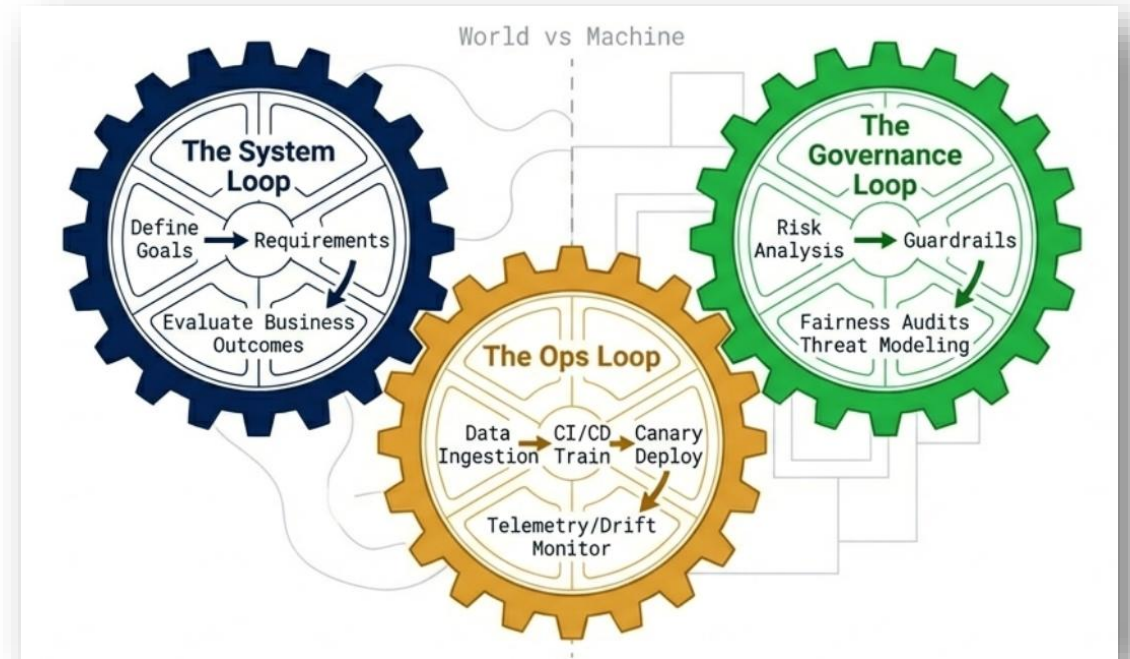 World vs Machine
The System
Loop
Define
Goals
Requirements
Evaluate Business
Outcomes
The
Governance
Loop
Risk
Analysis
Guardrails
Fairness Audits
Threat Modeling
The Ops Loop
Data
Ingestion
CI/CD
Train
Canary
Deploy
Telemetry/Drift
Monitor